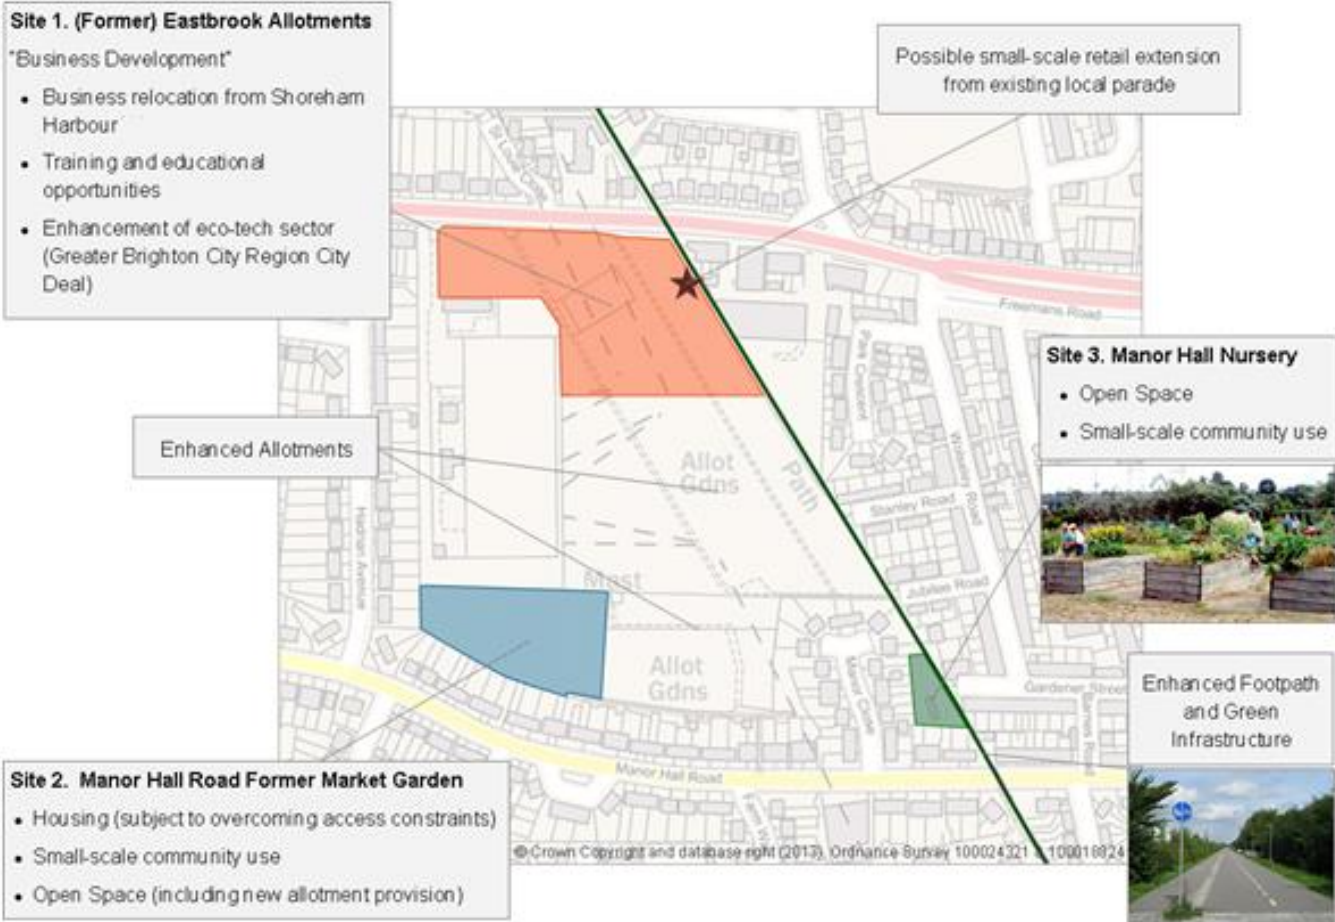 Site 1. (Former) Eastbrook Allotments
"Business Development"
• Business relocation from Shoreham
Harbour
• Training and educational
opportunities
• Enhancement of eco-tech sector
(Greater Brighton City Region City
Deal)
Possible small-scale retail extension
from existing local parade
Freemans Road
Site 3. Manor Hall Nursery
• Open Space
• Small-scale community use
Park Crescent
Enhanced Allotments
Allot
Gdns
Path
Stanley Road
Mast
Jubilee Road
Allot
Gdns
Manor Close
Gardener Street
Enhanced Footpath
and Green
Infrastructure
Manor Hall Road
Site 2. Manor Hall Road Former Market Garden
• Housing (subject to overcoming access constraints)
• Small-scale community use
• Open Space (including new allotment provision)
© Crown Copyright and database right (2013). Ordnance Survey 100024321 & 100018824